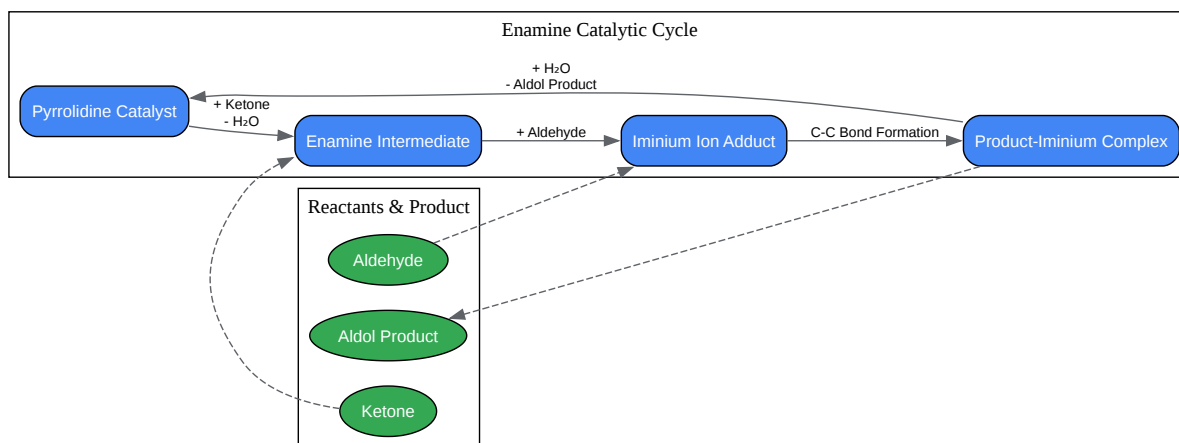 Enamine Catalytic Cycle
+ H₂O
- Aldol Product
Pyrrolidine Catalyst
+ Ketone
- H₂O
Enamine Intermediate
+ Aldehyde
Iminium Ion Adduct
C-C Bond Formation
Product-Iminium Complex
Reactants & Product
Aldehyde
Aldol Product
Ketone